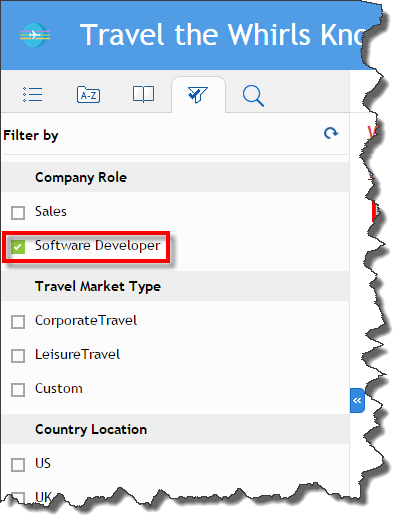 Travel the Whirls Kno
A-Z
Filter by
Company Role
Sales
Software Developer
Travel Market Type
CorporateTravel
LeisureTravel
Custom
Country Location
US
UK